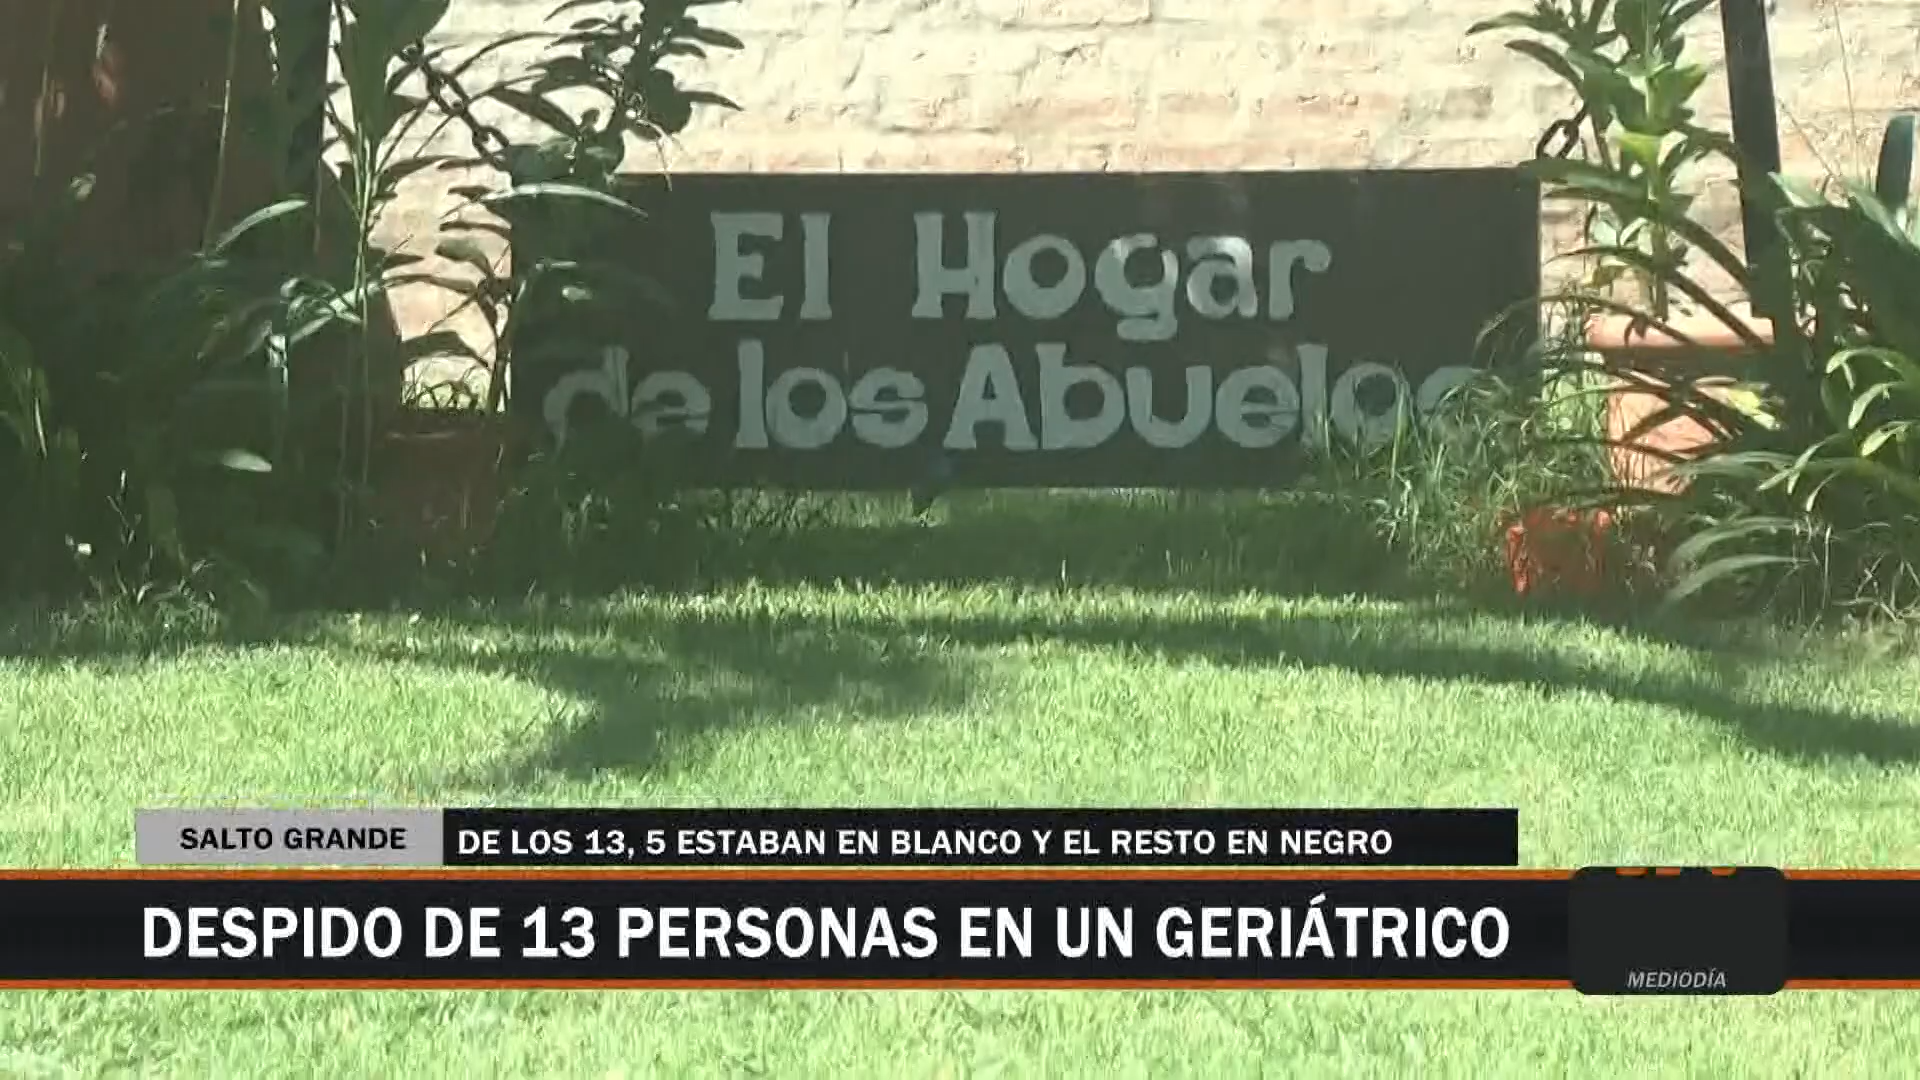 El Hogar
de los Abuelos
SALTO GRANDE
DE LOS 13, 5 ESTABAN EN BLANCO Y EL RESTO EN NEGRO
DESPIDO DE 13 PERSONAS EN UN GERIÁTRICO
MEDIODÍA